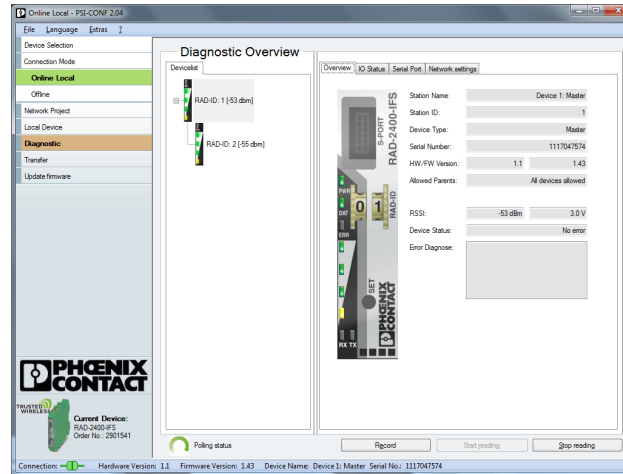 Online Local - PSI-CONF 2.04
File Language Extras ?
Device Selection
Connection Mode
Online Local
Offline
Network Project
Local Device
Diagnostic
Transfer
Update firmware
PHŒNIX
CONTACT
TRUSTED
WIRELESS
Current Device:
RAD-2400-IFS
Order No.: 2901541
Diagnostic Overview
Devicelist
RAD-ID: 1 [-53 dbm]
RAD-ID: 2 [-55 dbm]
Overview IO Status Serial Port Network settings
S-PORT
RAD-2400-IFS
PWR
DAT
ERR
0 1
RAD-ID
SET
PHŒNIX
CONTACT
RX TX
Station Name: Device 1: Master
Station ID: 1
Device Type: Master
Serial Number: 1117047574
HW/FW Version: 1.1 1.43
Allowed Parents: All devices allowed
RSSI: -53 dBm 3.0 V
Device Status: No error
Error Diagnose:
Polling status
Record Start reading Stop reading
Connection: Hardware Version: 1.1 Firmware Version: 1.43 Device Name: Device 1: Master Serial No.: 1117047574